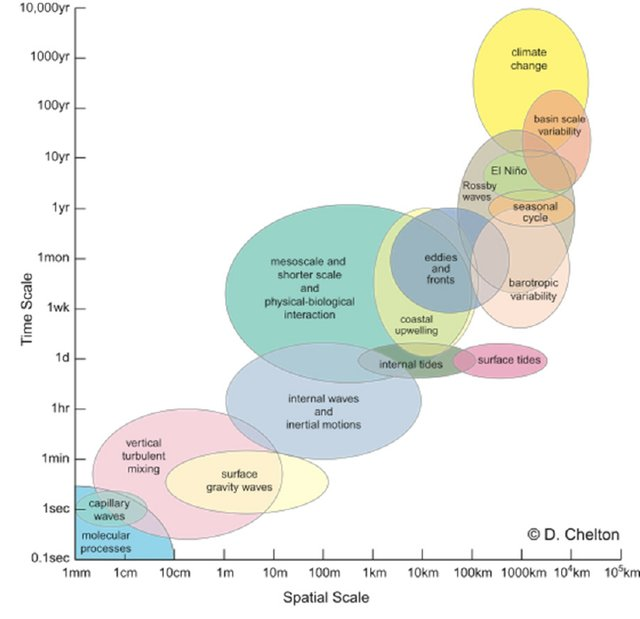 10,000yr
1000yr
100yr
10yr
1yr
1mon
1wk
1d
1hr
1min
1sec
0.1sec
Time Scale
climate
change
basin scale
variability
El Niño
Rossby
waves
seasonal
cycle
mesoscale and
shorter scale
and
physical-biological
interaction
eddies
and
fronts
barotropic
variability
coastal
upwelling
internal tides
surface tides
internal waves
and
inertial motions
vertical
turbulent
mixing
surface
gravity waves
capillary
waves
molecular
processes
© D. Chelton
1mm 1cm 10cm 1m 10m 100m 1km 10km 100km 1000km 10⁴km 10⁵km
Spatial Scale